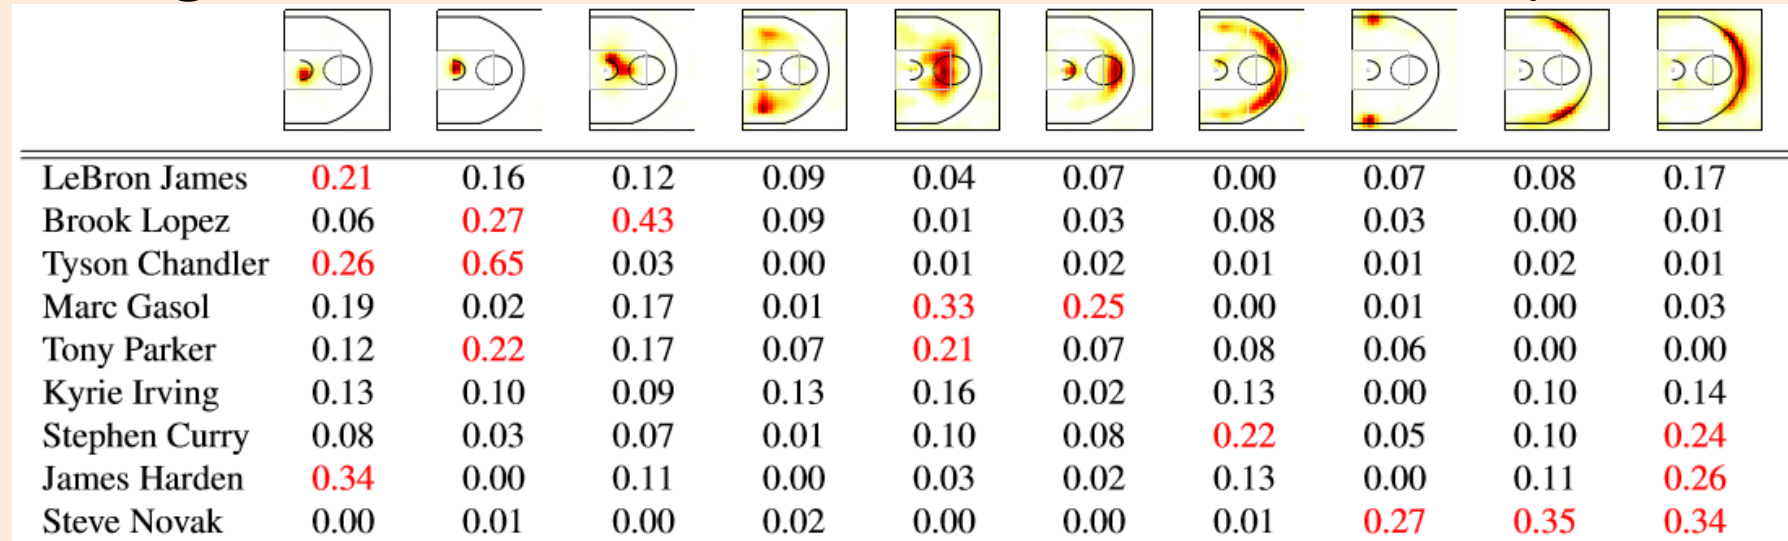 LeBron James 0.21 0.16 0.12 0.09 0.04 0.07 0.00 0.07 0.08 0.17
Brook Lopez 0.06 0.27 0.43 0.09 0.01 0.03 0.08 0.03 0.00 0.01
Tyson Chandler 0.26 0.65 0.03 0.00 0.01 0.02 0.01 0.01 0.02 0.01
Marc Gasol 0.19 0.02 0.17 0.01 0.33 0.25 0.00 0.01 0.00 0.03
Tony Parker 0.12 0.22 0.17 0.07 0.21 0.07 0.08 0.06 0.00 0.00
Kyrie Irving 0.13 0.10 0.09 0.13 0.16 0.02 0.13 0.00 0.10 0.14
Stephen Curry 0.08 0.03 0.07 0.01 0.10 0.08 0.22 0.05 0.10 0.24
James Harden 0.34 0.00 0.11 0.00 0.03 0.02 0.13 0.00 0.11 0.26
Steve Novak 0.00 0.01 0.00 0.02 0.00 0.00 0.01 0.27 0.35 0.34